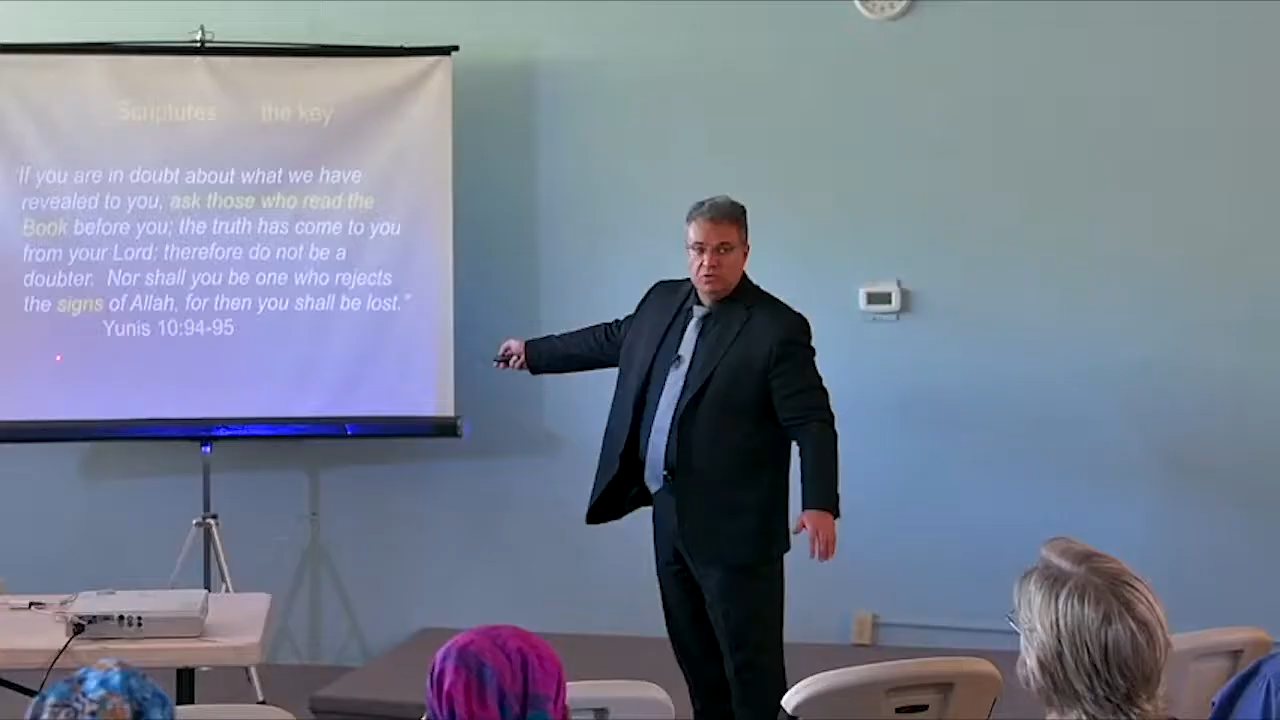 Scriptures the key
"If you are in doubt about what we have
revealed to you, ask those who read the
Book before you; the truth has come to you
from your Lord: therefore do not be a
doubter. Nor shall you be one who rejects
the signs of Allah, for then you shall be lost."
Yunis 10:94-95